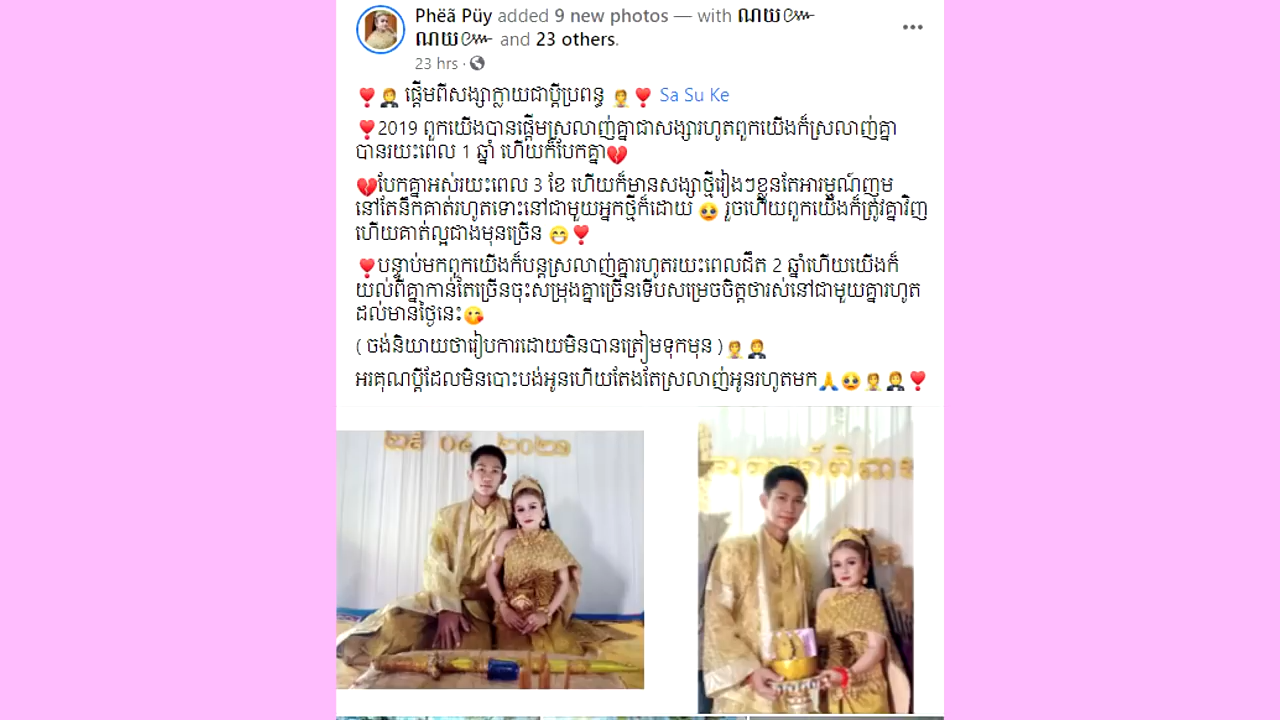 Phëã Püy added 9 new photos — with ណយ
ណយ and 23 others.
23 hrs
❣️🤵 ផ្ដើមពីសង្សាក្លាយជាប្ដីប្រពន្ធ 👰❣️ Sa Su Ke
❣️2019 ពួកយើងបានផ្ដើមស្រលាញ់គ្នាជាសង្សារហូតពួកយើងក៏ស្រលាញ់គ្នា
បានរយះពេល 1 ឆ្នាំ ហើយក៏បែកគ្នា💔
💔បែកគ្នាអស់រយះពេល 3 ខែ ហើយក៏មានសង្សាថ្មីរៀងៗខ្លួនតែអារម្មណ៍ញុម
នៅតែនឹកគាត់រហូតទោះនៅជាមួយអ្នកថ្មីក៏ដោយ 🥺 រួចហើយពួកយើងក៏ត្រូវគ្នាវិញ
ហើយគាត់ល្អជាងមុនច្រើន 😁❣️
❣️បន្ទាប់មកពួកយើងក៏បន្តស្រលាញ់គ្នារហូតរយះពេលជឹត 2 ឆ្នាំហើយយើងក៏
យល់ពីគ្នាកាន់តែច្រើនចុះសម្រុងគ្នាច្រើនទើបសម្រេចចិត្តថារស់នៅជាមួយគ្នារហូត
ដល់មានថ្ងៃនេះ😋
( ចង់និយាយថារៀបការដោយមិនបានត្រៀមទុកមុន )👰🤵
អរគុណប្ដីដែលមិនបោះបង់អូនហើយតែងតែស្រលាញ់អូនរហូតមក🙏🥺👰🤵❣️
២៥ ០៤ ២០២១